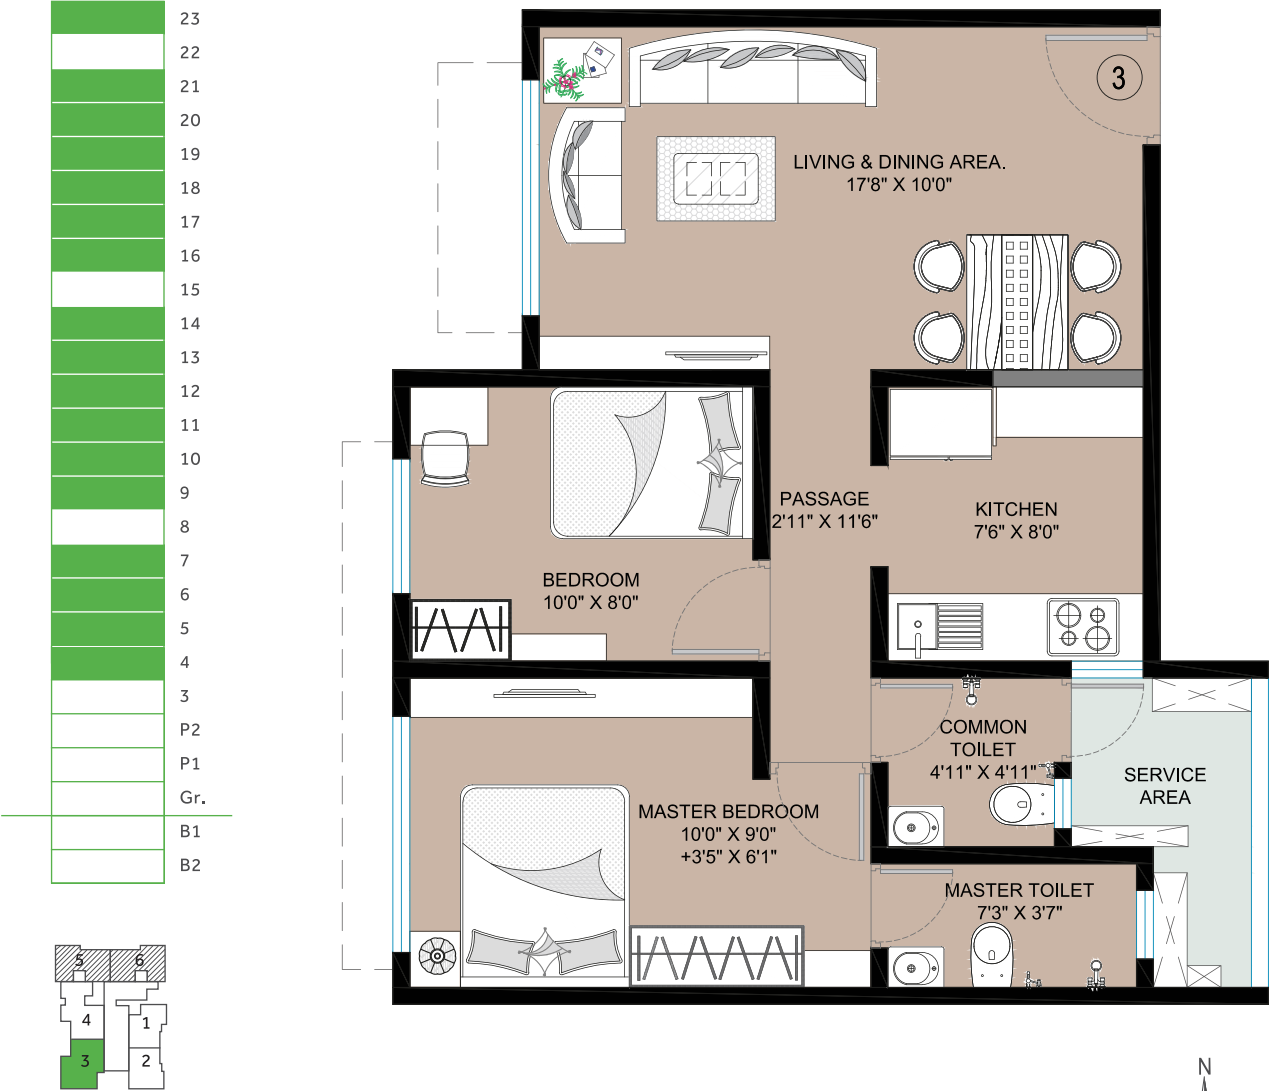 23
22
21
20
19
18
17
16
15
14
13
12
11
10
9
8
7
6
5
4
3
P2
P1
Gr.
B1
B2
5
6
4
1
3
2
3
LIVING & DINING AREA.
17'8" X 10'0"
PASSAGE
2'11" X 11'6"
KITCHEN
7'6" X 8'0"
BEDROOM
10'0" X 8'0"
COMMON
TOILET
4'11" X 4'11"
SERVICE
AREA
MASTER BEDROOM
10'0" X 9'0"
+3'5" X 6'1"
MASTER TOILET
7'3" X 3'7"
N